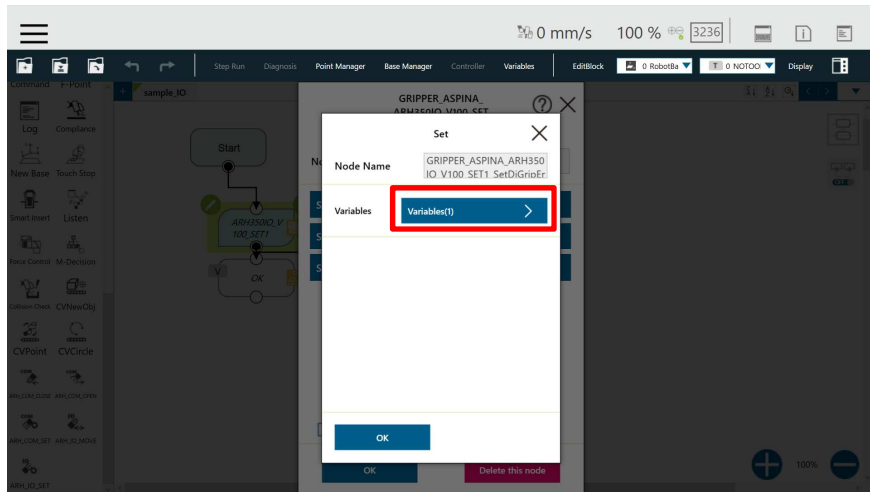 0 mm/s 100 % 3236
Step Run Diagnosis Point Manager Base Manager Controller Variables EditBlock 0 RobotBa T 0 NOTOO Display
Command F-Point
+ sample_IO
Log Compliance
New Base Touch Stop
Smart Insert Listen
Force Control M-Decision
Collision Check CVNewObj
CVPoint CVCircle
ARH_COM_CLOSE ARH_COM_OPEN
ARH_COM_SET ARH_IO_MOVE
ARH_IO_SET
Start
ARH350IO_V
100_SET1
V
OK
GRIPPER_ASPINA_
ARH350IO_V100_SET
Set
Node Name
GRIPPER_ASPINA_ARH350
IO_V100_SET1_SetDiGripEr
Variables
Variables(1)
OK
OK
Delete this node
100%